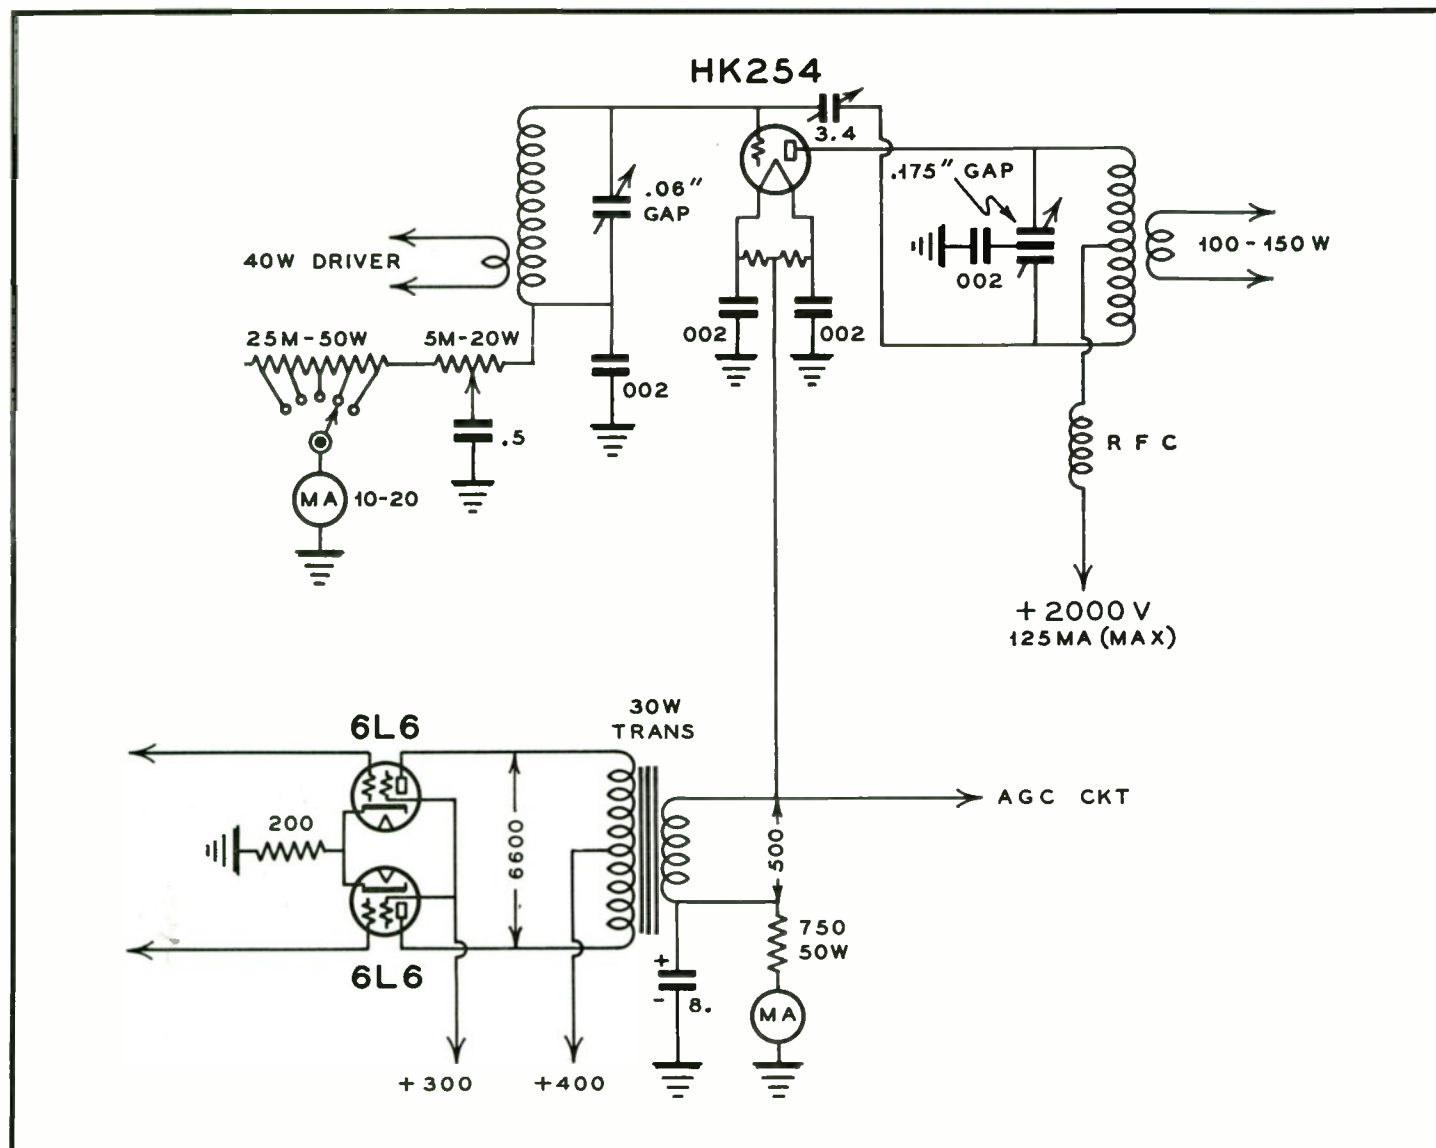 HK254
3.4
.06"
GAP
.175" GAP
40W DRIVER
100-150W
002
25M-50W
5M-20W
002
002
002
.5
RFC
MA
10-20
+2000V
125MA (MAX)
30W
TRANS
6L6
AGC CKT
200
6600
500
750
50W
6L6
+
-
8.
MA
+300
+400